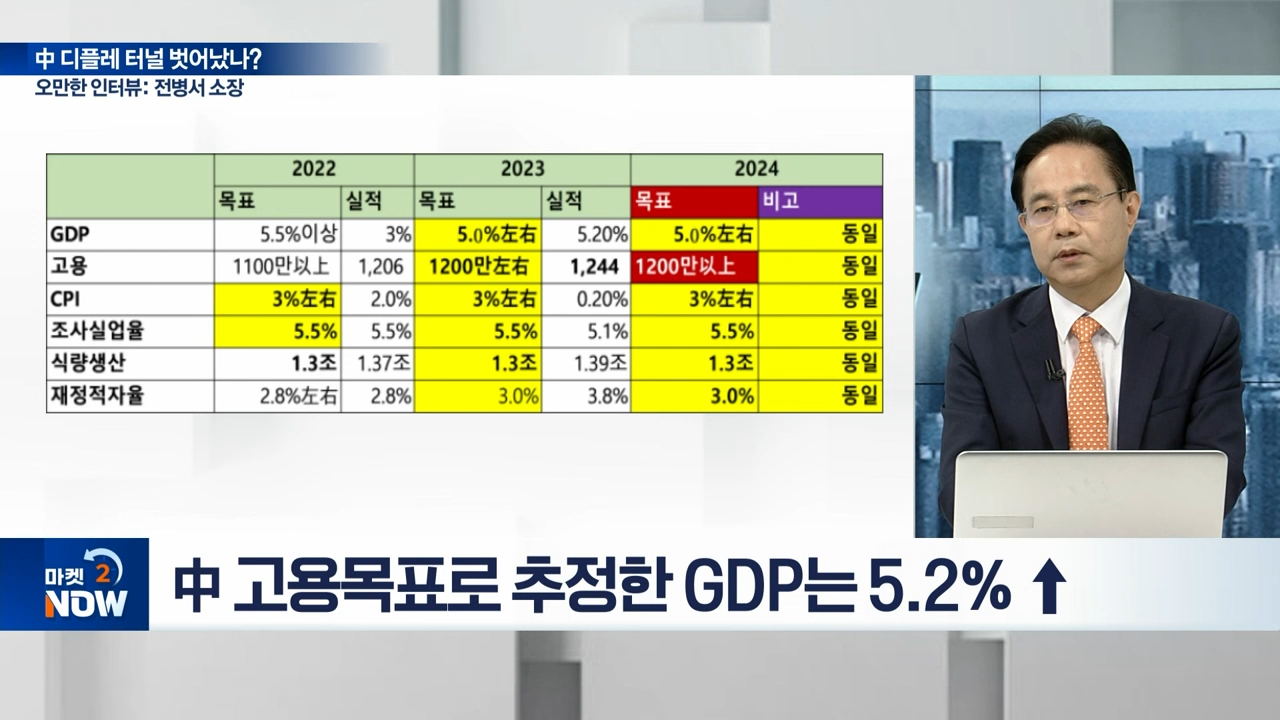 中 디플레 터널 벗어났나?
오만한 인터뷰: 전병서 소장
2022 2023 2024
목표 실적 목표 실적 목표 비고
GDP 5.5%이상 3% 5.0%左右 5.20% 5.0%左右 동일
고용 1100만以上 1,206 1200만左右 1,244 1200만以上 동일
CPI 3%左右 2.0% 3%左右 0.20% 3%左右 동일
조사실업율 5.5% 5.5% 5.5% 5.1% 5.5% 동일
식량생산 1.3조 1.37조 1.3조 1.39조 1.3조 동일
재정적자율 2.8%左右 2.8% 3.0% 3.8% 3.0% 동일
마켓 2
NOW
中 고용목표로 추정한 GDP는 5.2% ↑